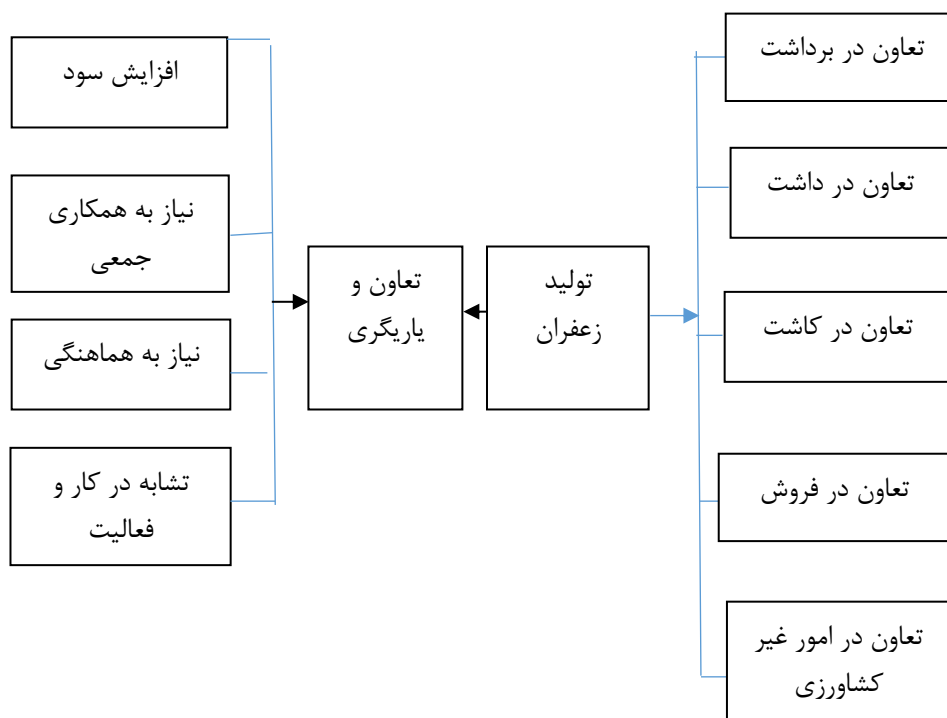 تعاون در برداشت
تعاون در داشت
تعاون در کاشت
تعاون در فروش
تعاون در امور غیر
کشاورزی
تولید
زعفران
تعاون و
یاریگری
افزایش سود
نیاز به همکاری
جمعی
نیاز به هماهنگی
تشابه در کار و
فعالیت